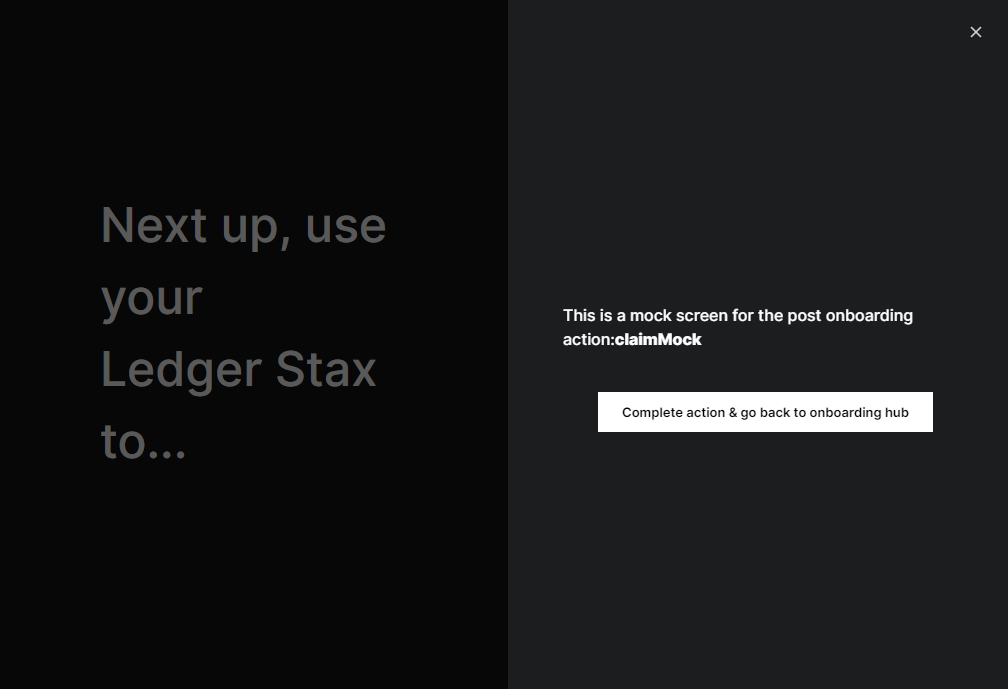 Next up, use
your
Ledger Stax
to...
This is a mock screen for the post onboarding
action:claimMock
Complete action & go back to onboarding hub